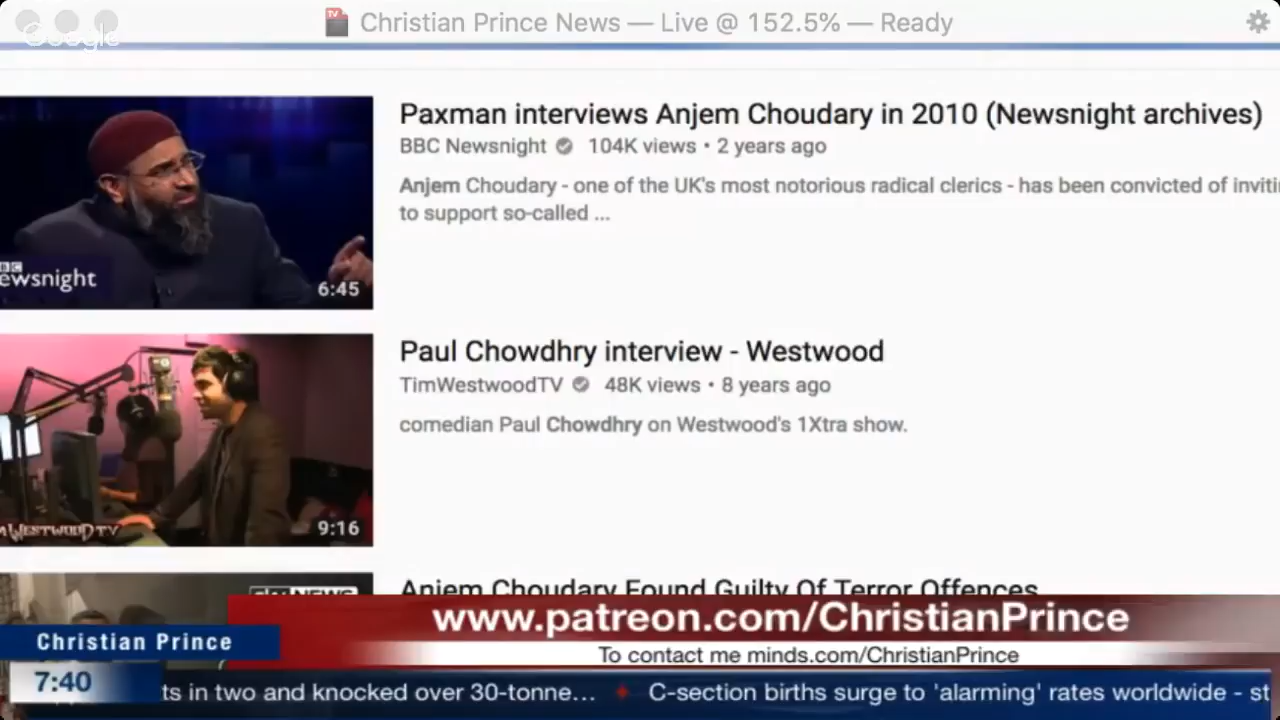 Christian Prince News — Live @ 152.5% — Ready
Google
Paxman interviews Anjem Choudary in 2010 (Newsnight archives)
BBC Newsnight 104K views • 2 years ago
Anjem Choudary - one of the UK's most notorious radical clerics - has been convicted of inviti
to support so-called ...
BBC
ewsnight
6:45
Paul Chowdhry interview - Westwood
TimWestwoodTV 48K views • 8 years ago
comedian Paul Chowdhry on Westwood's 1Xtra show.
MWESTWOODTV
9:16
Anjem Choudary Found Guilty Of Terror Offences
NEWS
www.patreon.com/ChristianPrince
Christian Prince
To contact me minds.com/ChristianPrince
7:40
ts in two and knocked over 30-tonne... C-section births surge to 'alarming' rates worldwide - st